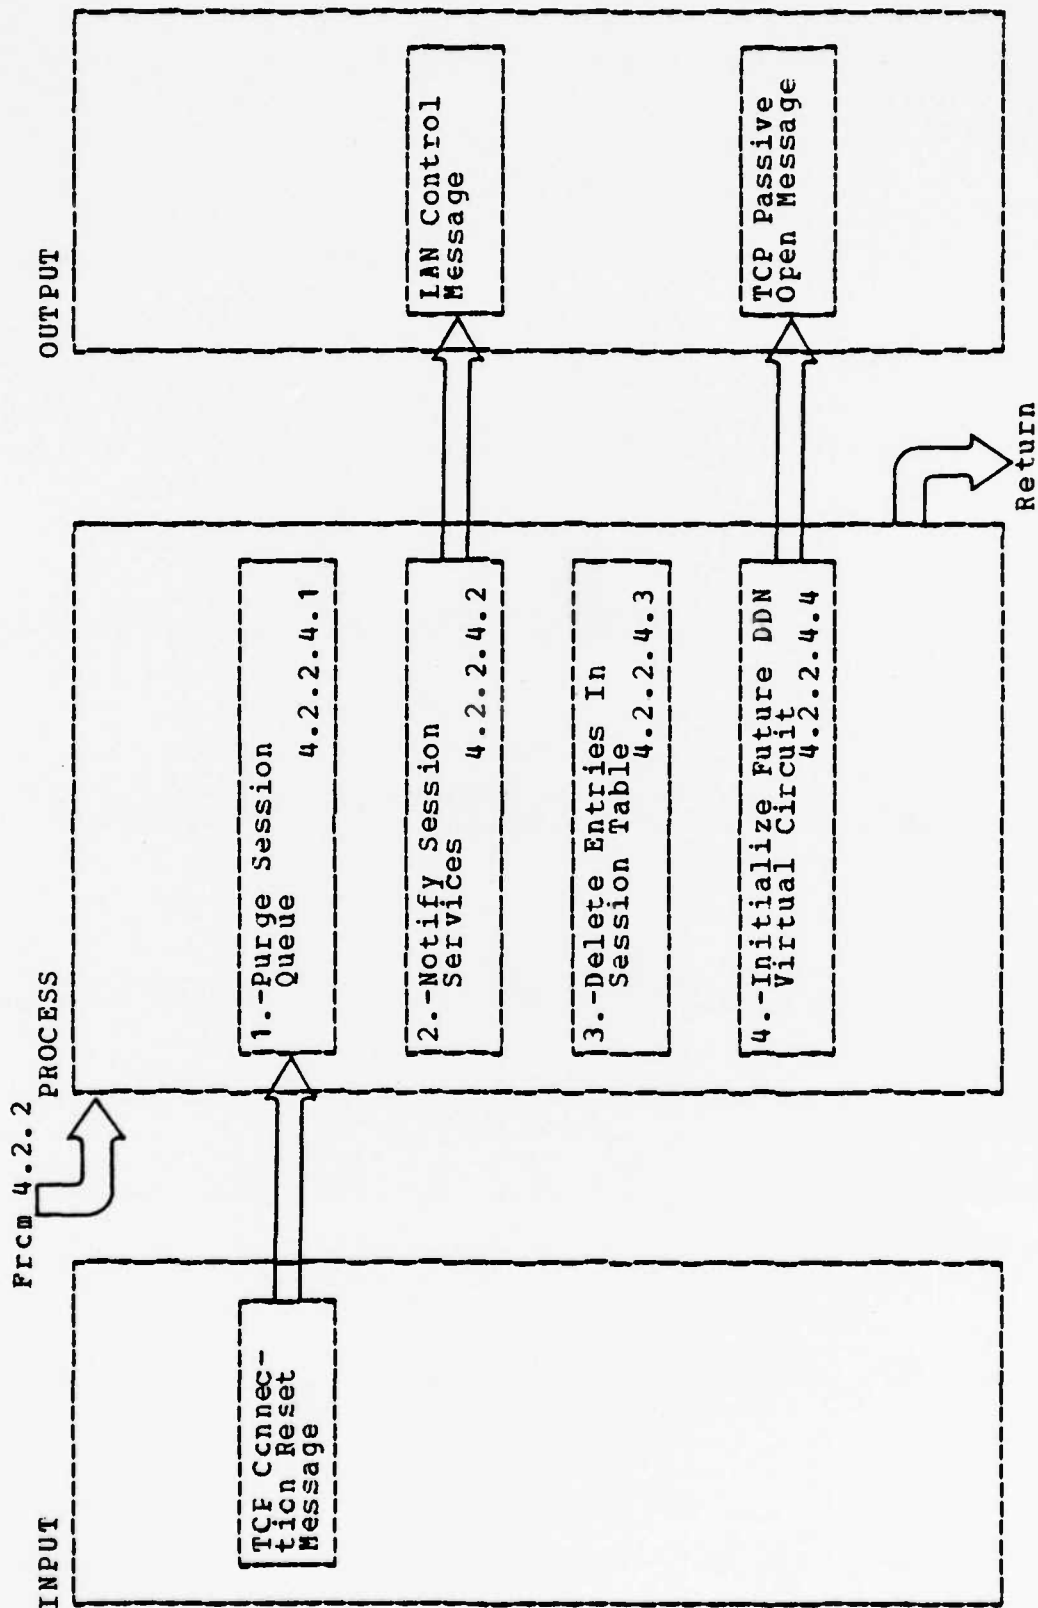 From 4.2.2
INPUT
PROCESS
OUTPUT
TCP Connec-
tion Reset
Message
1.-Purge Session
Queue
4.2.2.4.1
2.-Notify Session
Services
4.2.2.4.2
3.-Delete Entries In
Session Table
4.2.2.4.3
4.-Initialize Future DDN
Virtual Circuit
4.2.2.4.4
LAN Control
Message
TCP Passive
Open Message
Return